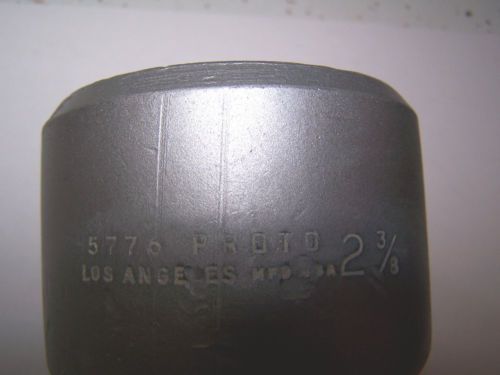 5776 PROTO 2 3/8
LOS ANGELES MFD USA